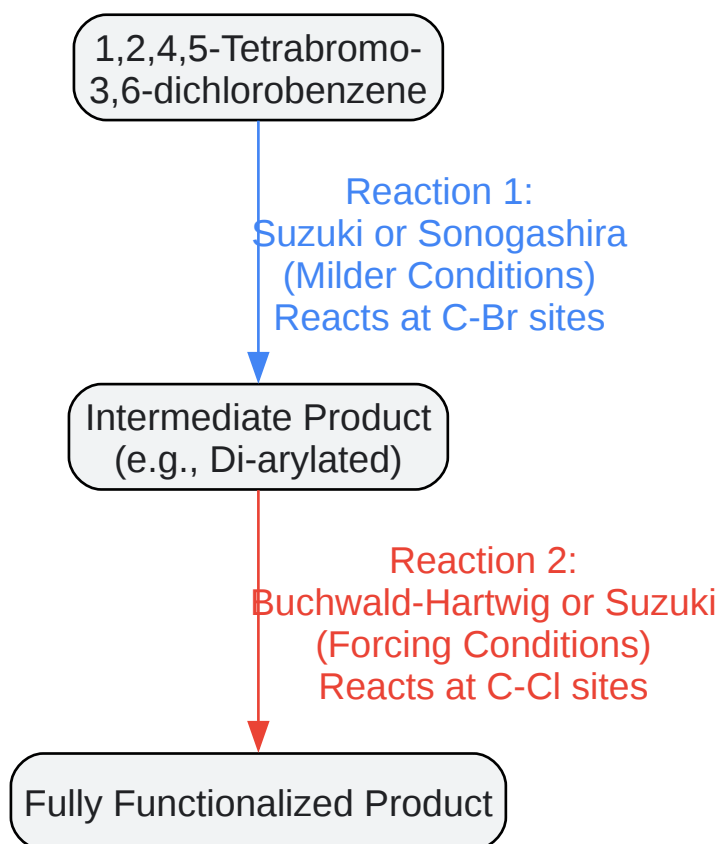 1,2,4,5-Tetrabromo-
3,6-dichlorobenzene
Reaction 1:
Suzuki or Sonogashira
(Milder Conditions)
Reacts at C-Br sites
Intermediate Product
(e.g., Di-arylated)
Reaction 2:
Buchwald-Hartwig or Suzuki
(Forcing Conditions)
Reacts at C-Cl sites
Fully Functionalized Product